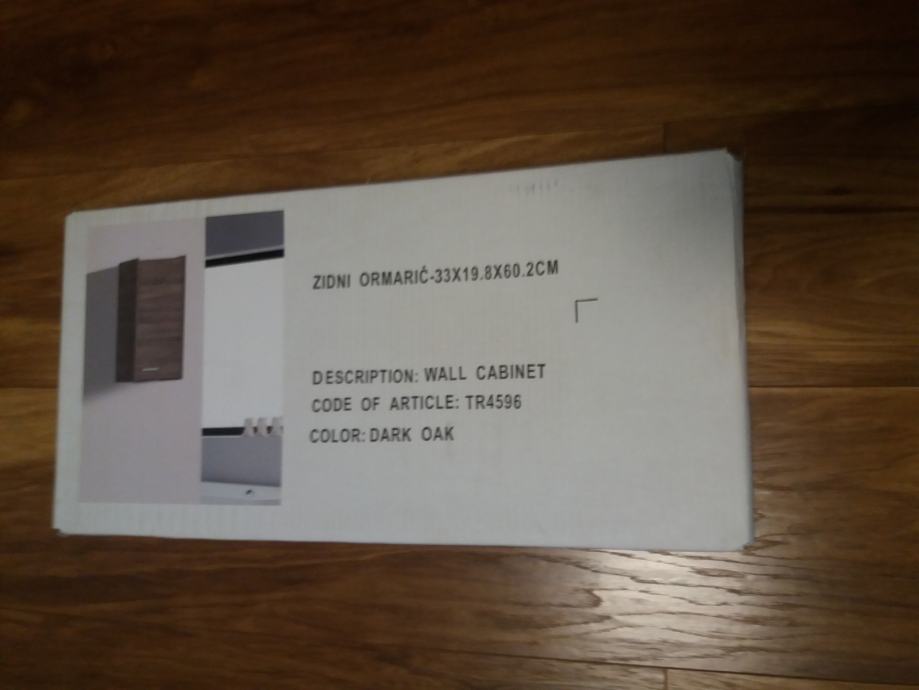 ZIDNI ORMARIĆ-33X19.8X60.2CM
DESCRIPTION: WALL CABINET
CODE OF ARTICLE: TR4596
COLOR: DARK OAK